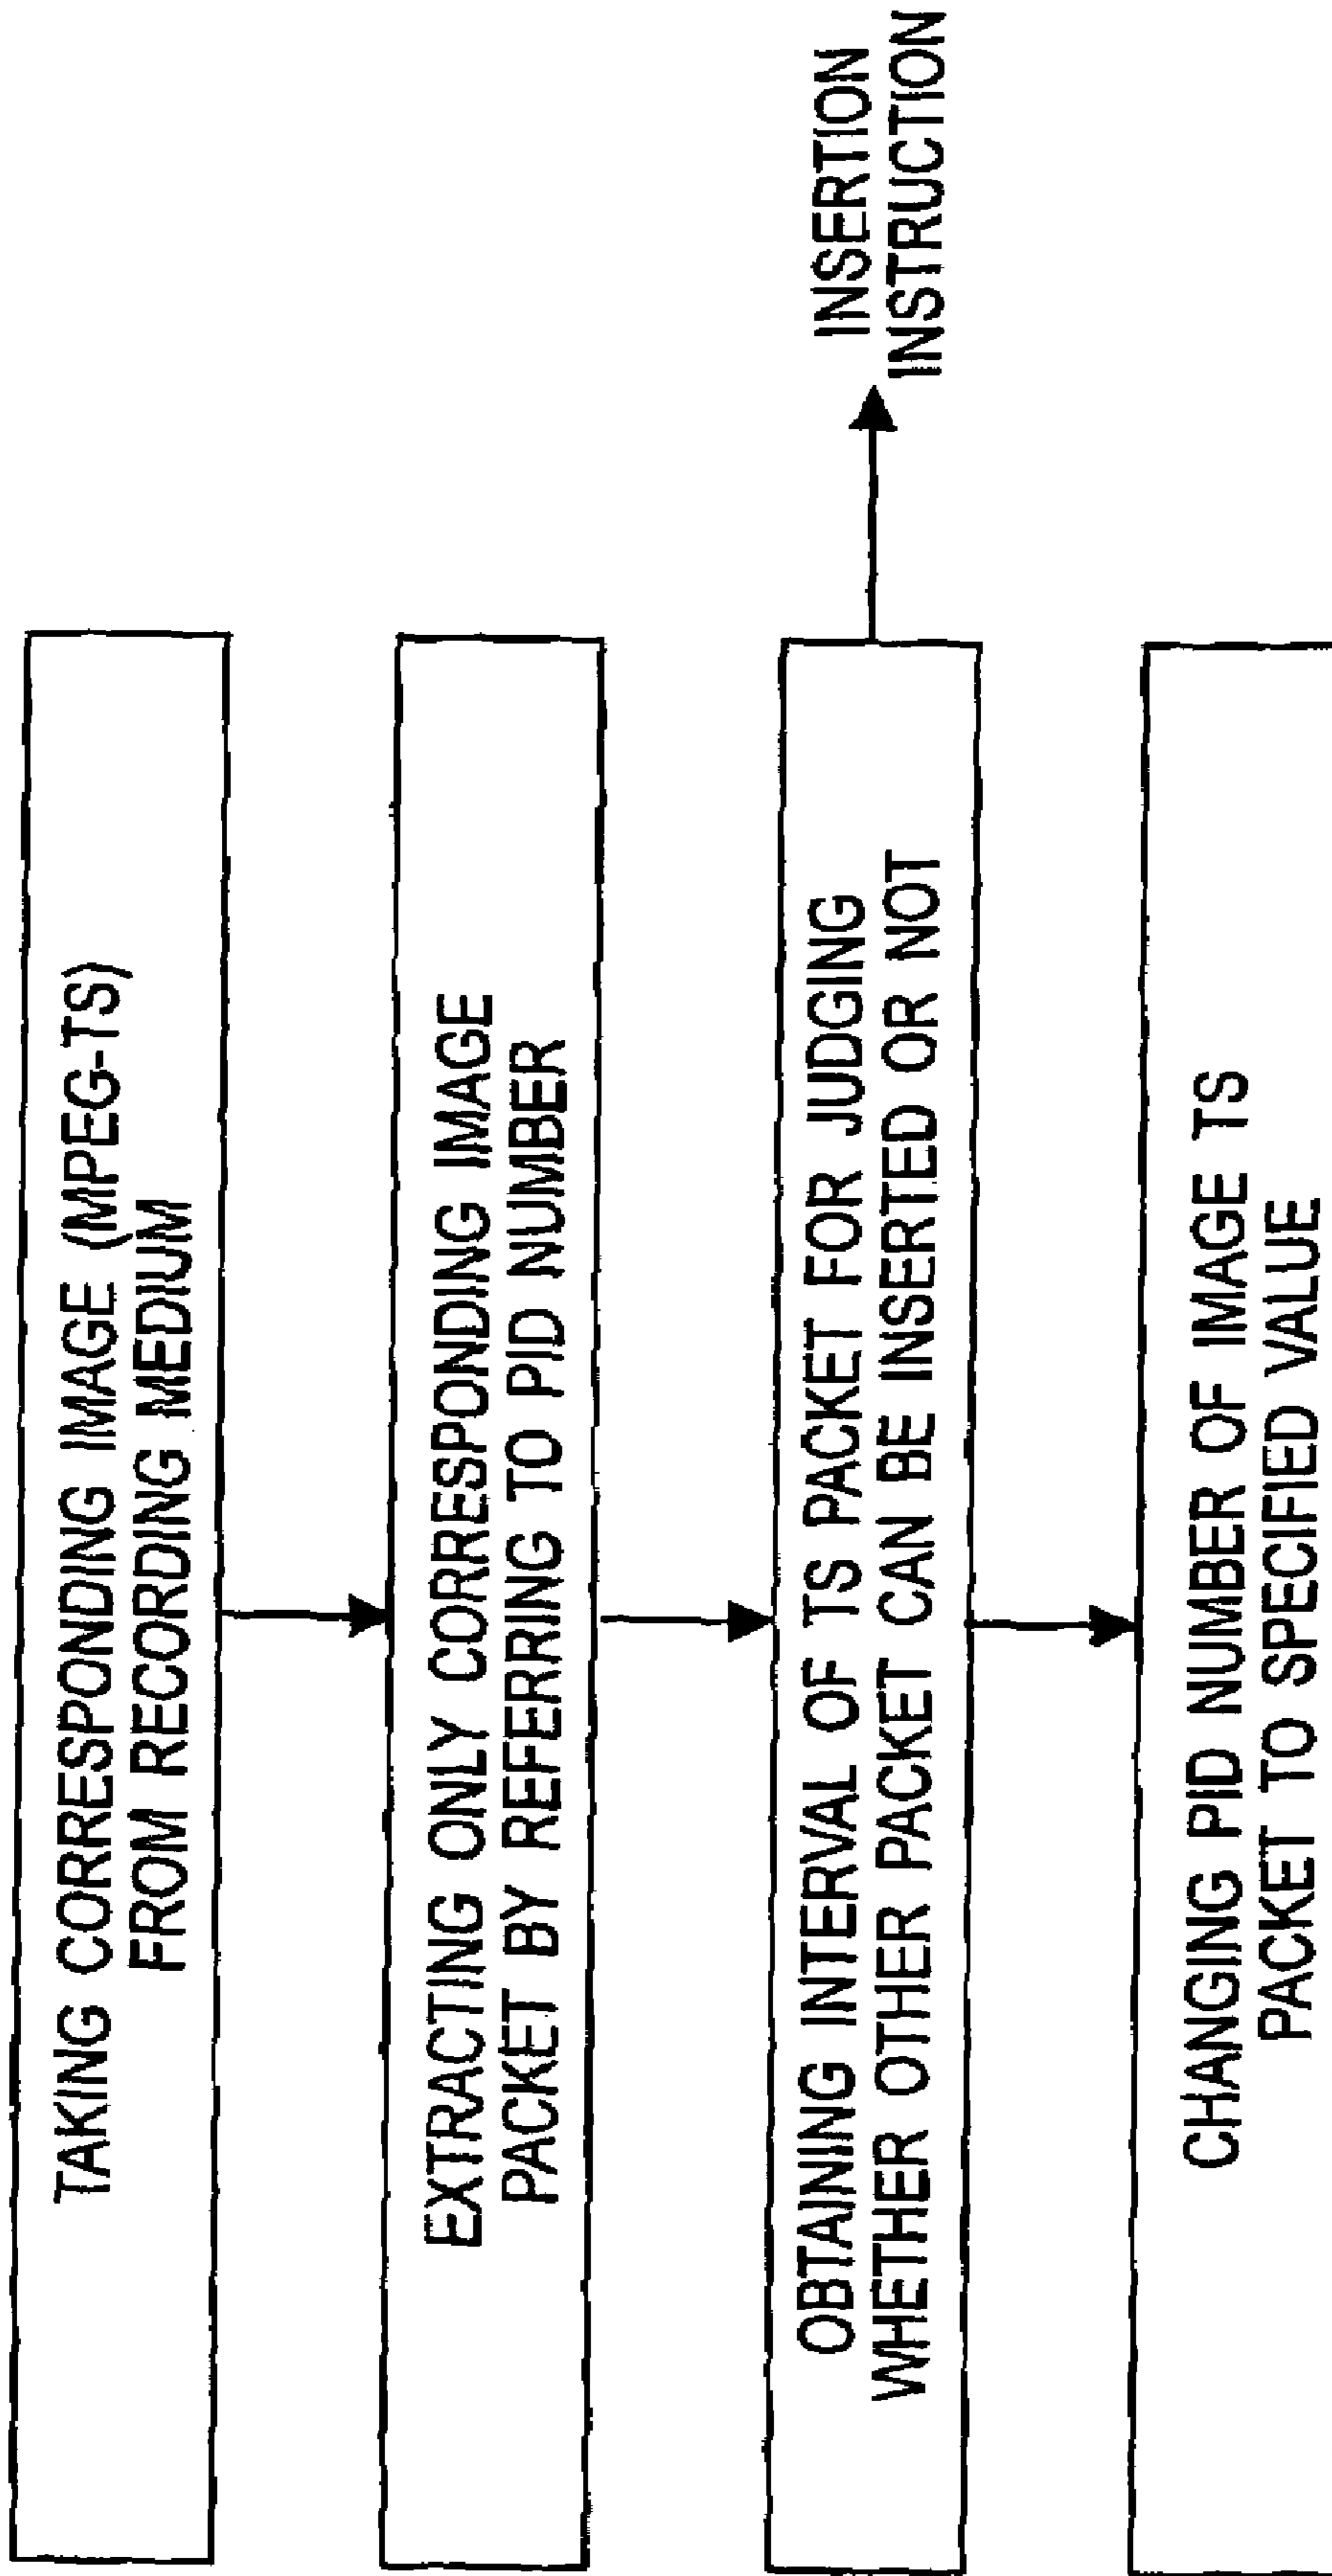 TAKING CORRESPONDING IMAGE (MPEG-TS)
FROM RECORDING MEDIUM
EXTRACTING ONLY CORRESPONDING IMAGE
PACKET BY REFERRING TO PID NUMBER
OBTAINING INTERVAL OF TS PACKET FOR JUDGING
WHETHER OTHER PACKET CAN BE INSERTED OR NOT
INSERTION
INSTRUCTION
CHANGING PID NUMBER OF IMAGE TS
PACKET TO SPECIFIED VALUE